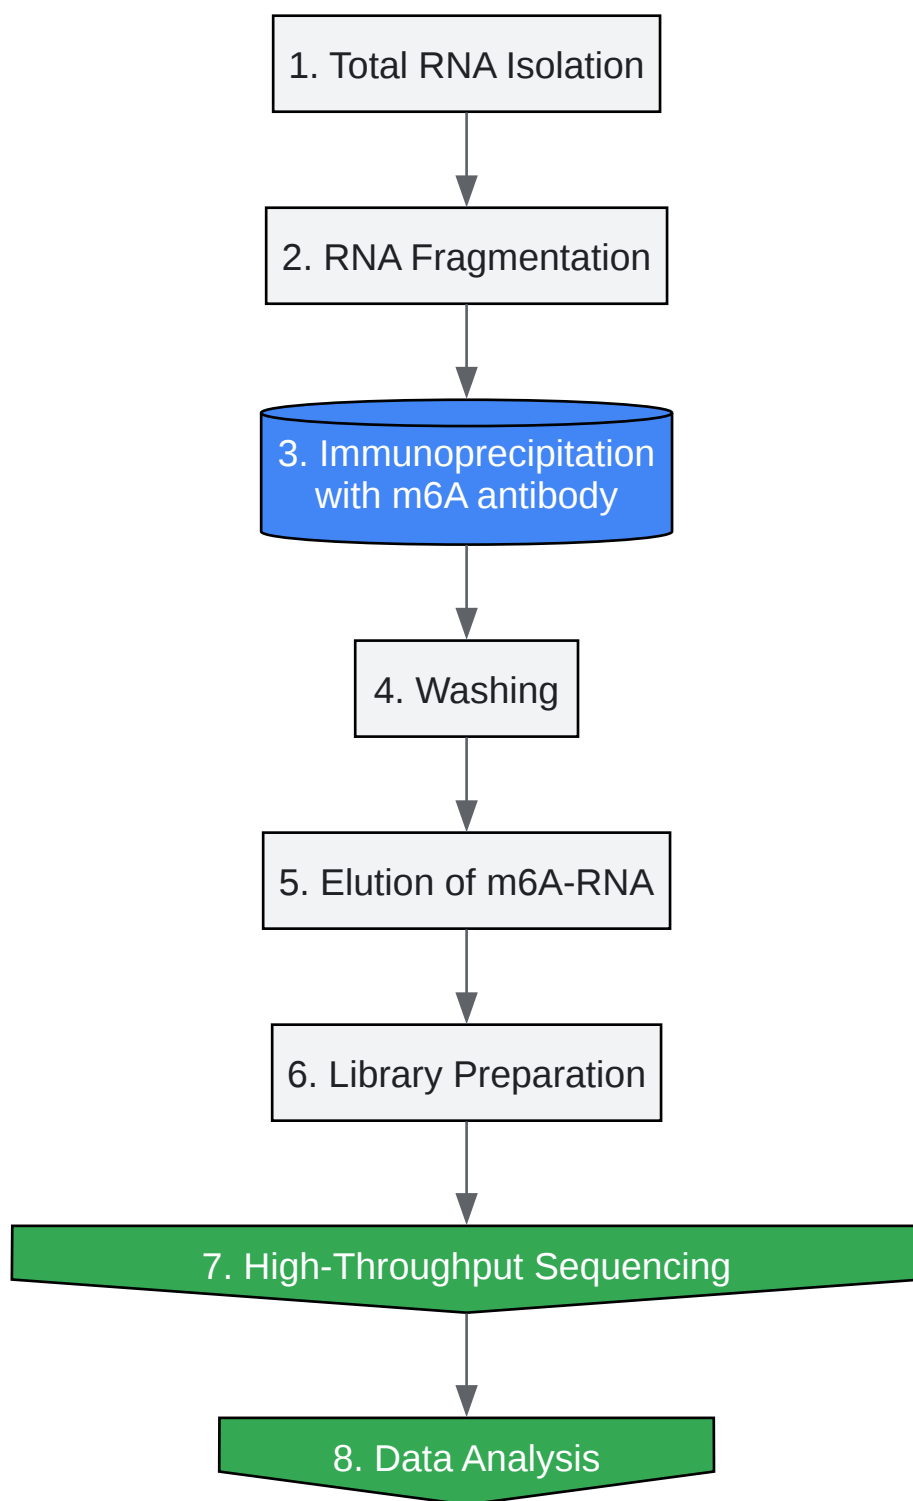 1. Total RNA Isolation
2. RNA Fragmentation
3. Immunoprecipitation
with m6A antibody
4. Washing
5. Elution of m6A-RNA
6. Library Preparation
7. High-Throughput Sequencing
8. Data Analysis